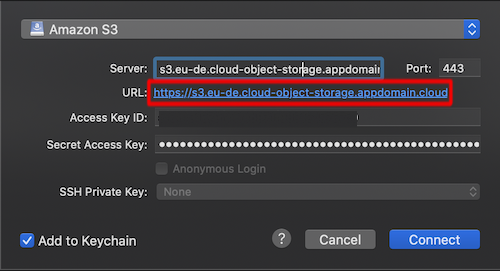 Amazon S3
Server: s3.eu-de.cloud-object-storage.appdomain Port: 443
URL: https://s3.eu-de.cloud-object-storage.appdomain.cloud
Access Key ID:
Secret Access Key: ••••••••••••••••••••••••••••••••••••••••••••••••
Anonymous Login
SSH Private Key: None
Add to Keychain ? Cancel Connect